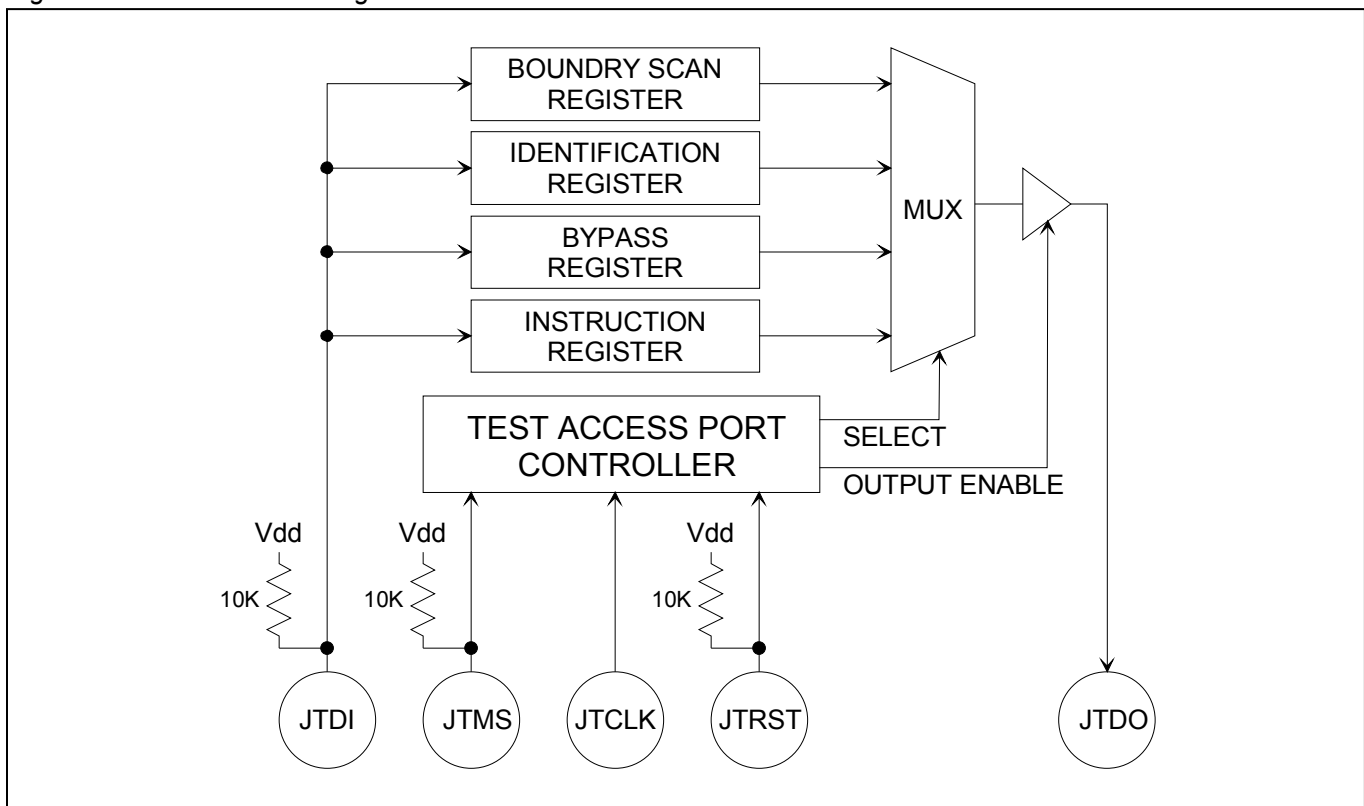 BOUNDRY SCAN
REGISTER
IDENTIFICATION
REGISTER
BYPASS
REGISTER
INSTRUCTION
REGISTER
MUX
TEST ACCESS PORT
CONTROLLER
SELECT
OUTPUT ENABLE
Vdd
Vdd
Vdd
10K
10K
10K
JTDI
JTMS
JTCLK
JTRST
JTDO